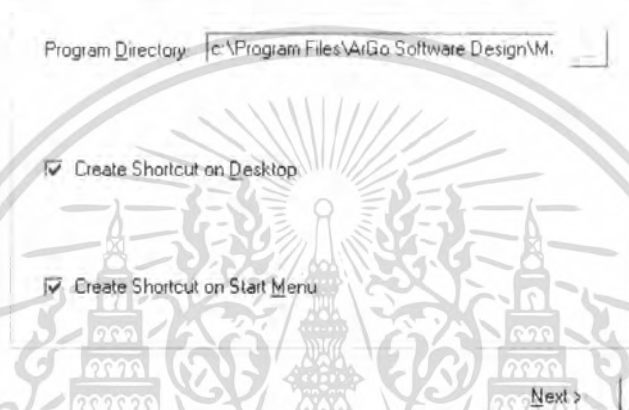 Program Directory: c:\Program Files\ArGo Software Design\M.
Create Shortcut on Desktop
Create Shortcut on Start Menu
Next >